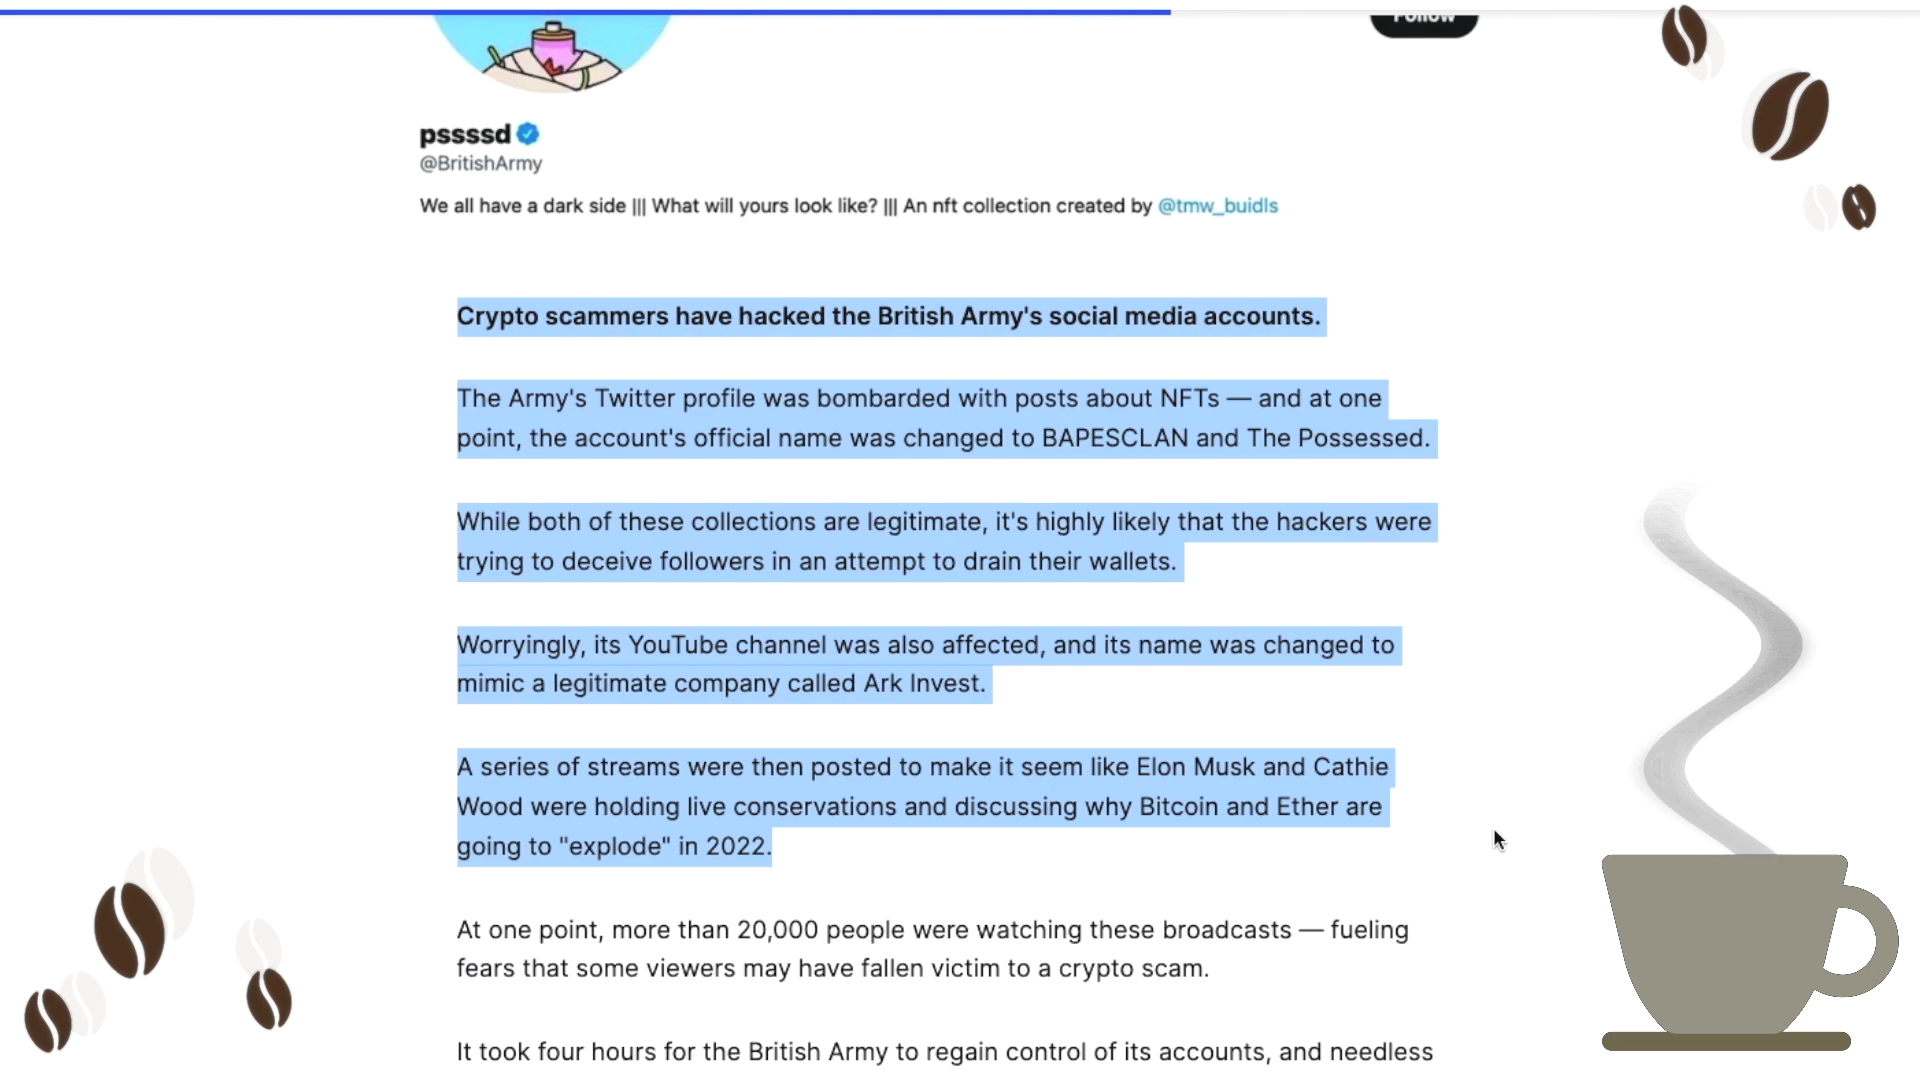 Follow
pssssd
@BritishArmy
We all have a dark side ||| What will yours look like? ||| An nft collection created by @tmw_buidls
Crypto scammers have hacked the British Army's social media accounts.
The Army's Twitter profile was bombarded with posts about NFTs — and at one
point, the account's official name was changed to BAPESCLAN and The Possessed.
While both of these collections are legitimate, it's highly likely that the hackers were
trying to deceive followers in an attempt to drain their wallets.
Worryingly, its YouTube channel was also affected, and its name was changed to
mimic a legitimate company called Ark Invest.
A series of streams were then posted to make it seem like Elon Musk and Cathie
Wood were holding live conservations and discussing why Bitcoin and Ether are
going to "explode" in 2022.
At one point, more than 20,000 people were watching these broadcasts — fueling
fears that some viewers may have fallen victim to a crypto scam.
It took four hours for the British Army to regain control of its accounts, and needless